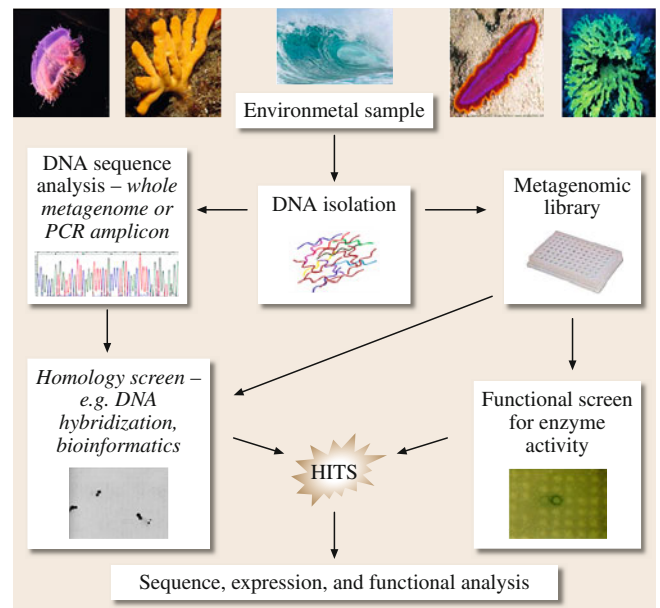 Environmetal sample
DNA sequence
analysis – whole
metagenome or
PCR amplicon
DNA isolation
Metagenomic
library
Homology screen –
e.g. DNA
hybridization,
bioinformatics
HITS
Functional screen
for enzyme
activity
Sequence, expression, and functional analysis